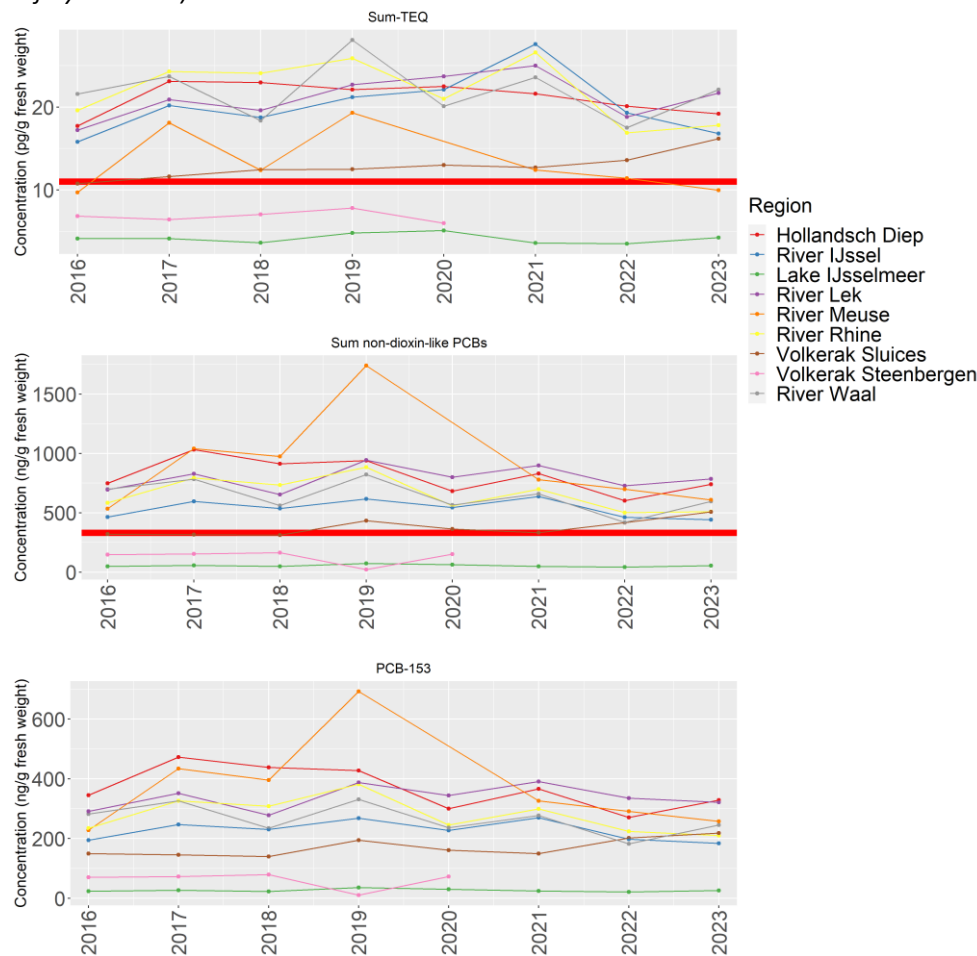 Sum-TEQ
Concentration (pg/g fresh weight)
20
10
2016
2017
2018
2019
2020
2021
2022
2023
Region
Hollandsch Diep
River IJssel
Lake IJsselmeer
River Lek
River Meuse
River Rhine
Volkerak Sluices
Volkerak Steenbergen
River Waal
Sum non-dioxin-like PCBs
Concentration (ng/g fresh weight)
1500
1000
500
0
2016
2017
2018
2019
2020
2021
2022
2023
PCB-153
Concentration (ng/g fresh weight)
600
400
200
0
2016
2017
2018
2019
2020
2021
2022
2023